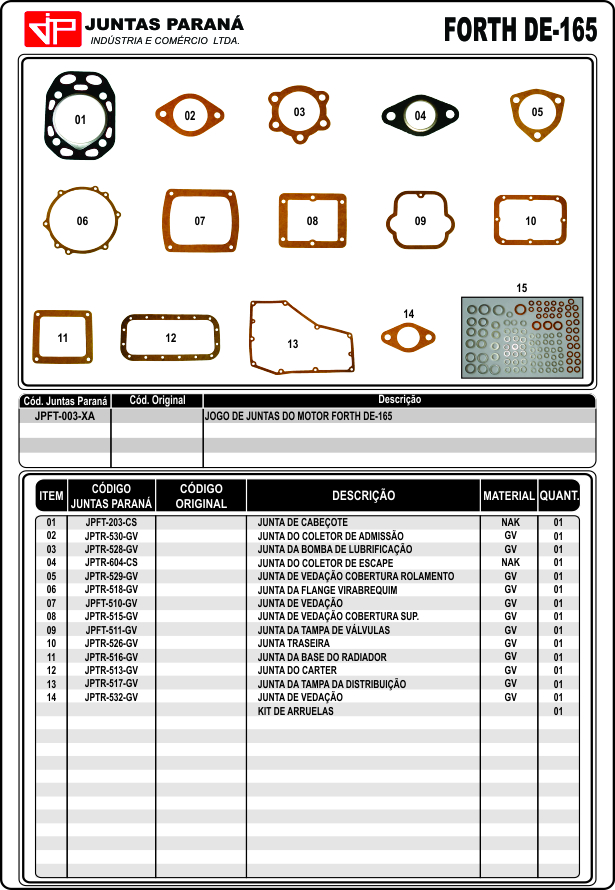 JP JUNTAS PARANÁ
INDÚSTRIA E COMÉRCIO LTDA.
FORTH DE-165
01 02 03 04 05
06 07 08 09 10
15
14
11 12 13
Cód. Juntas Paraná Cód. Original Descrição
JPFT-003-XA JOGO DE JUNTAS DO MOTOR FORTH DE-165
ITEM CÓDIGO JUNTAS PARANÁ CÓDIGO ORIGINAL DESCRIÇÃO MATERIAL QUANT.
01 JPFT-203-CS JUNTA DE CABEÇOTE NAK 01
02 JPTR-530-GV JUNTA DO COLETOR DE ADMISSÃO GV 01
03 JPTR-528-GV JUNTA DA BOMBA DE LUBRIFICAÇÃO GV 01
04 JPTR-604-CS JUNTA DO COLETOR DE ESCAPE NAK 01
05 JPTR-529-GV JUNTA DE VEDAÇÃO COBERTURA ROLAMENTO GV 01
06 JPTR-518-GV JUNTA DA FLANGE VIRABREQUIM GV 01
07 JPFT-510-GV JUNTA DE VEDAÇÃO GV 01
08 JPTR-515-GV JUNTA DE VEDAÇÃO COBERTURA SUP. GV 01
09 JPFT-511-GV JUNTA DA TAMPA DE VÁLVULAS GV 01
10 JPTR-526-GV JUNTA TRASEIRA GV 01
11 JPTR-516-GV JUNTA DA BASE DO RADIADOR GV 01
12 JPTR-513-GV JUNTA DO CARTER GV 01
13 JPTR-517-GV JUNTA DA TAMPA DA DISTRIBUIÇÃO GV 01
14 JPTR-532-GV JUNTA DE VEDAÇÃO GV 01
KIT DE ARRUELAS 01